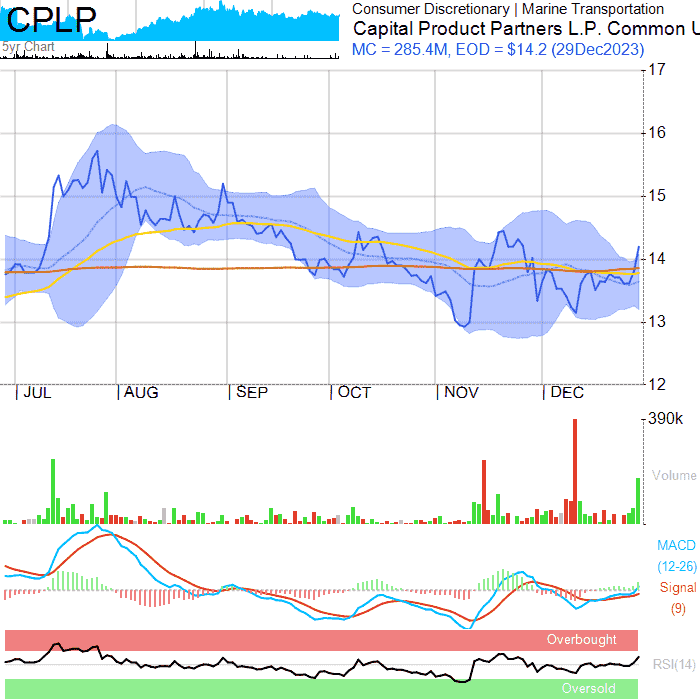 CPLP
5yr Chart
Consumer Discretionary | Marine Transportation
Capital Product Partners L.P. Common U
MC = 285.4M, EOD = $14.2 (29Dec2023)
17
16
15
14
13
12
JUL AUG SEP OCT NOV DEC
390k
Volume
MACD
(12-26)
Signal
(9)
Overbought
RSI(14)
Oversold